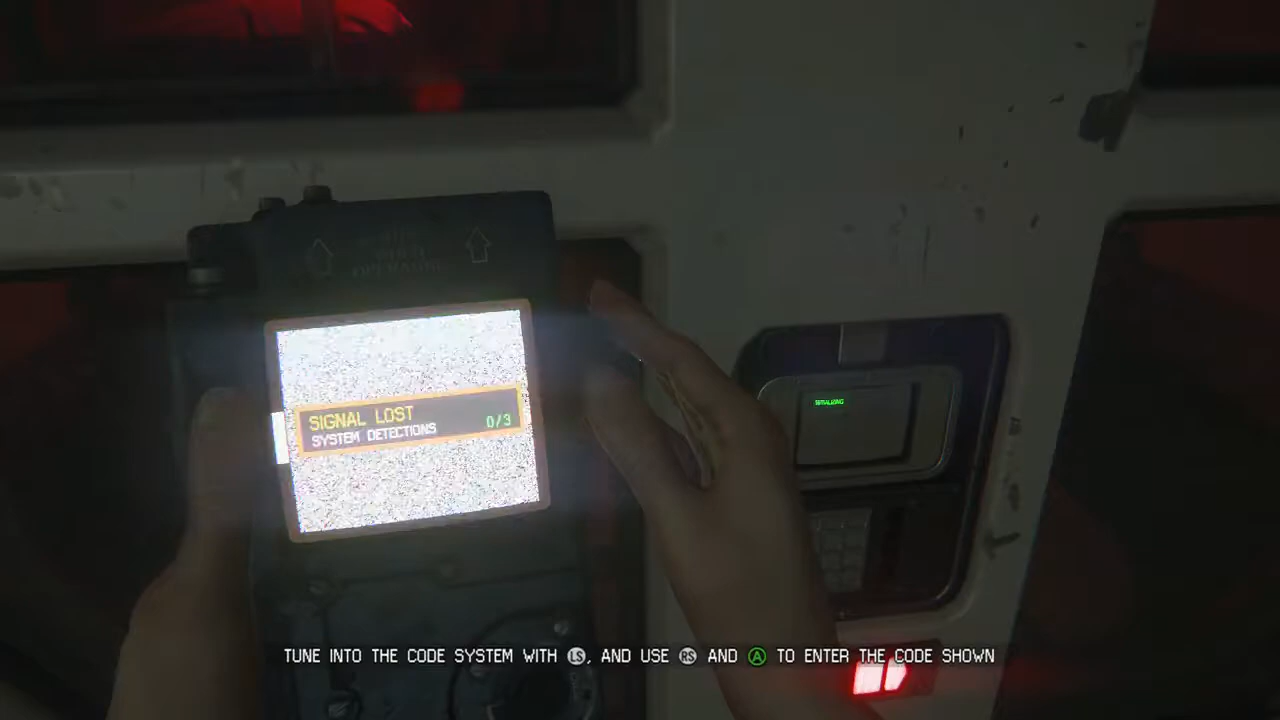 SIGNAL LOST
SYSTEM DETECTIONS 0/3
TUNE INTO THE CODE SYSTEM WITH LS, AND USE RS AND A TO ENTER THE CODE SHOWN